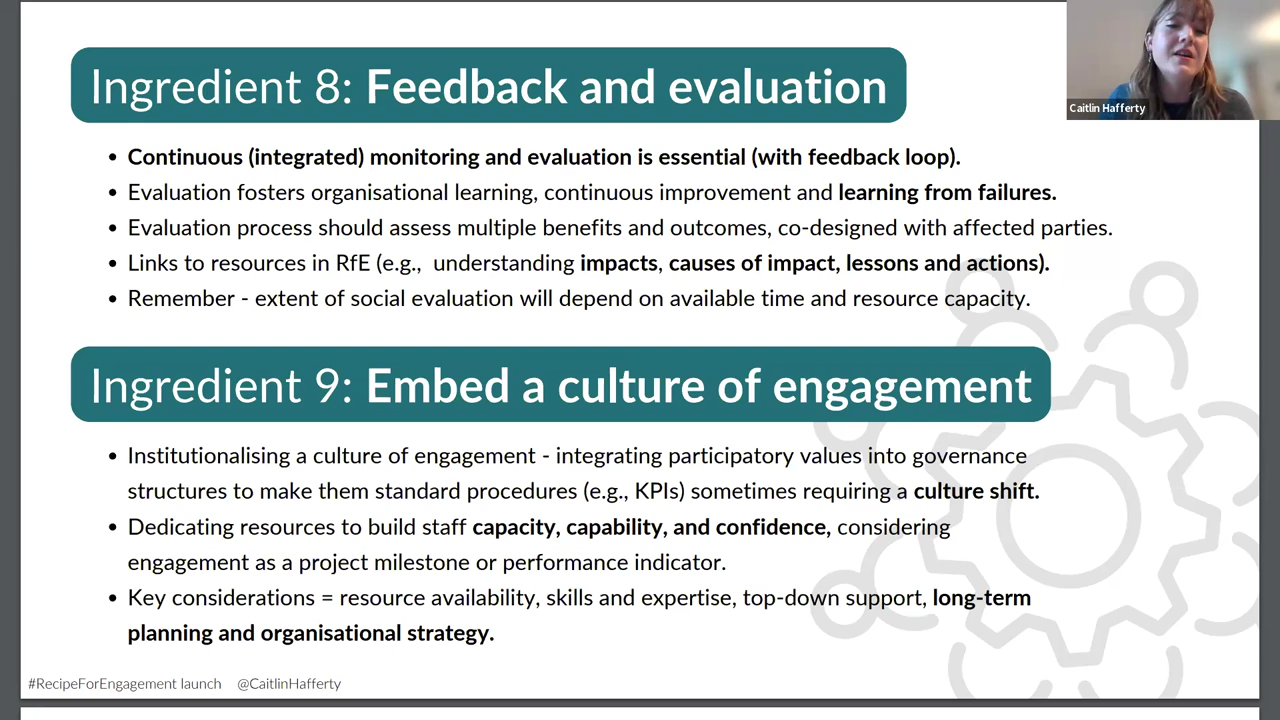 Ingredient 8: Feedback and evaluation
Caitlin Hafferty
• Continuous (integrated) monitoring and evaluation is essential (with feedback loop).
• Evaluation fosters organisational learning, continuous improvement and learning from failures.
• Evaluation process should assess multiple benefits and outcomes, co-designed with affected parties.
• Links to resources in RfE (e.g.,  understanding impacts, causes of impact, lessons and actions).
• Remember - extent of social evaluation will depend on available time and resource capacity.
Ingredient 9: Embed a culture of engagement
• Institutionalising a culture of engagement - integrating participatory values into governance
structures to make them standard procedures (e.g., KPIs) sometimes requiring a culture shift.
• Dedicating resources to build staff capacity, capability, and confidence, considering
engagement as a project milestone or performance indicator.
• Key considerations = resource availability, skills and expertise, top-down support, long-term
planning and organisational strategy.
#RecipeForEngagement launch @CaitlinHafferty